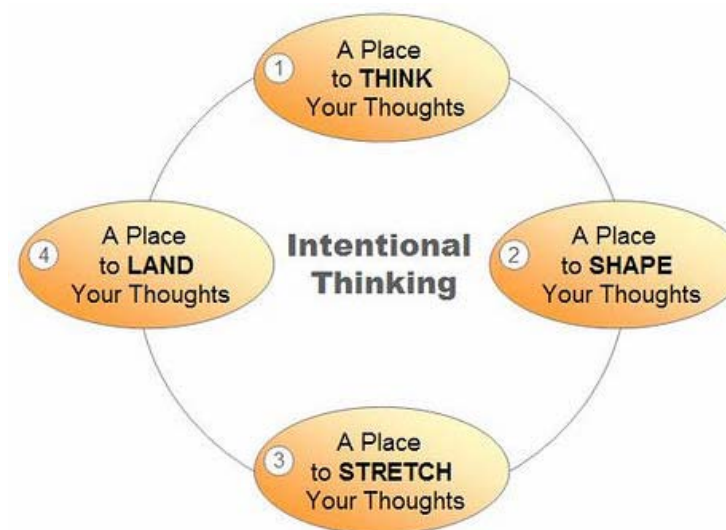 1
A Place
to THINK
Your Thoughts
2
A Place
to SHAPE
Your Thoughts
3
A Place
to STRETCH
Your Thoughts
4
A Place
to LAND
Your Thoughts
Intentional
Thinking